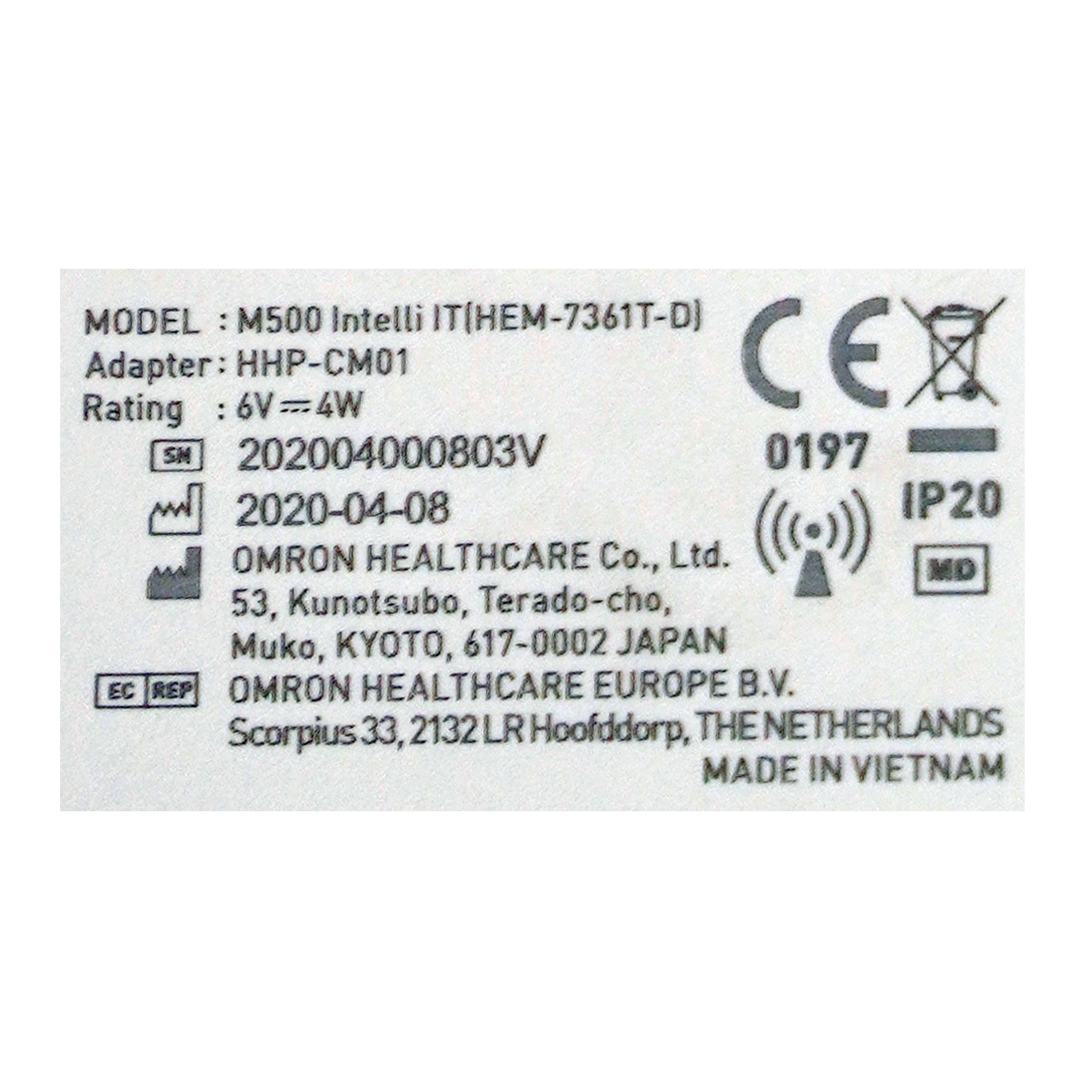 MODEL : M500 Intelli IT(HEM-7361T-D)
Adapter : HHP-CM01
Rating : 6V⎓4W
SN 202004000803V
2020-04-08
OMRON HEALTHCARE Co., Ltd.
53, Kunotsubo, Terado-cho,
Muko, KYOTO, 617-0002 JAPAN
EC REP OMRON HEALTHCARE EUROPE B.V.
Scorpius 33, 2132 LR Hoofddorp, THE NETHERLANDS
MADE IN VIETNAM
CE
0197
IP20
MD